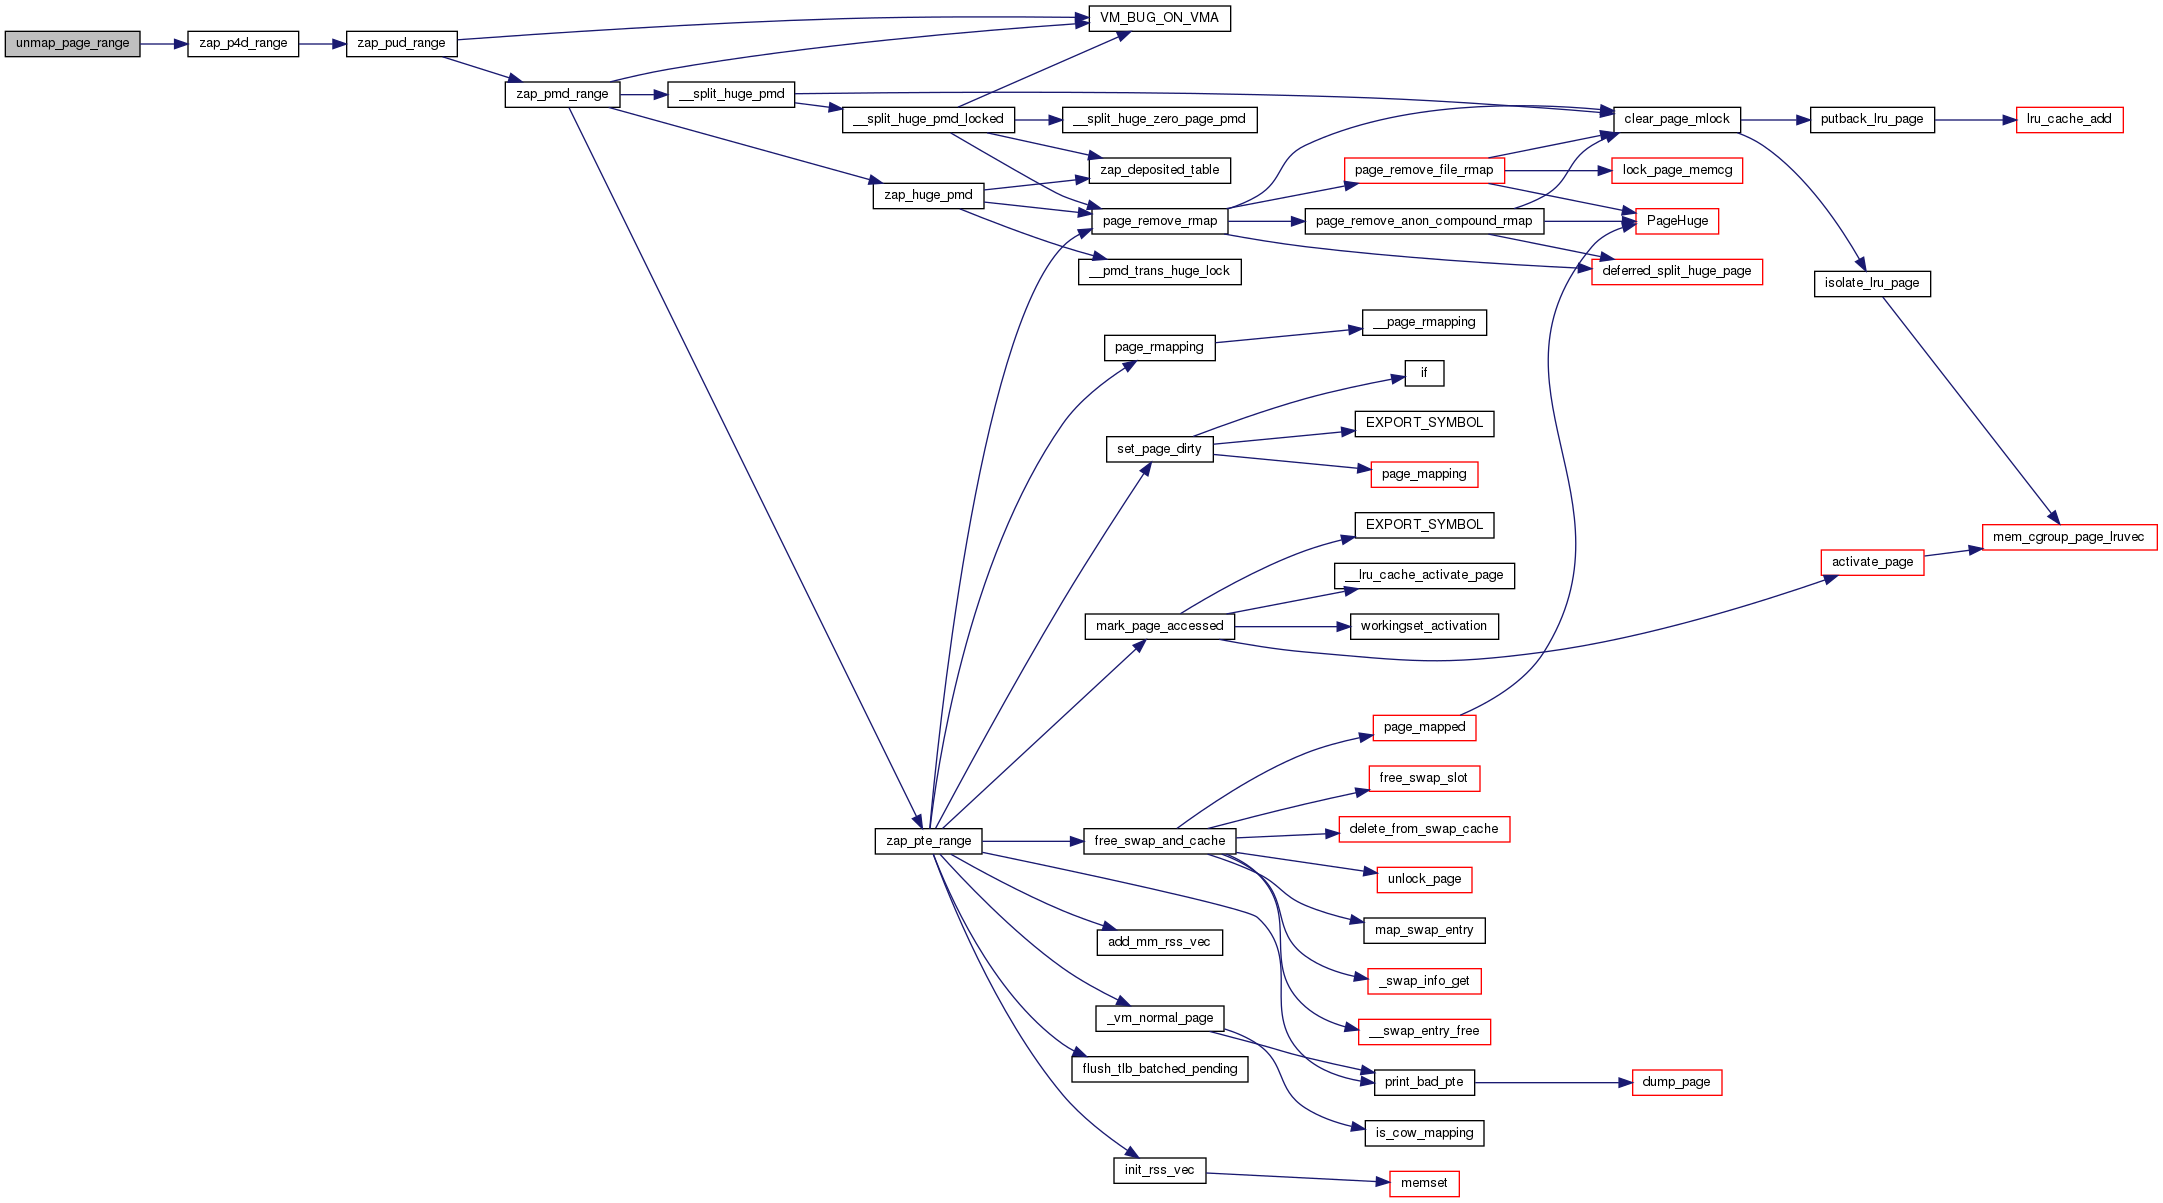 unmap_page_range
zap_p4d_range
zap_pud_range
VM_BUG_ON_VMA
zap_pmd_range
__split_huge_pmd
__split_huge_pmd_locked
__split_huge_zero_page_pmd
clear_page_mlock
putback_lru_page
lru_cache_add
zap_deposited_table
page_remove_file_rmap
lock_page_memcg
zap_huge_pmd
page_remove_rmap
page_remove_anon_compound_rmap
PageHuge
__pmd_trans_huge_lock
deferred_split_huge_page
isolate_lru_page
__page_rmapping
page_rmapping
if
EXPORT_SYMBOL
set_page_dirty
page_mapping
EXPORT_SYMBOL
mem_cgroup_page_lruvec
activate_page
__lru_cache_activate_page
mark_page_accessed
workingset_activation
page_mapped
free_swap_slot
delete_from_swap_cache
zap_pte_range
free_swap_and_cache
unlock_page
map_swap_entry
add_mm_rss_vec
_swap_info_get
_vm_normal_page
__swap_entry_free
flush_tlb_batched_pending
print_bad_pte
dump_page
is_cow_mapping
init_rss_vec
memset